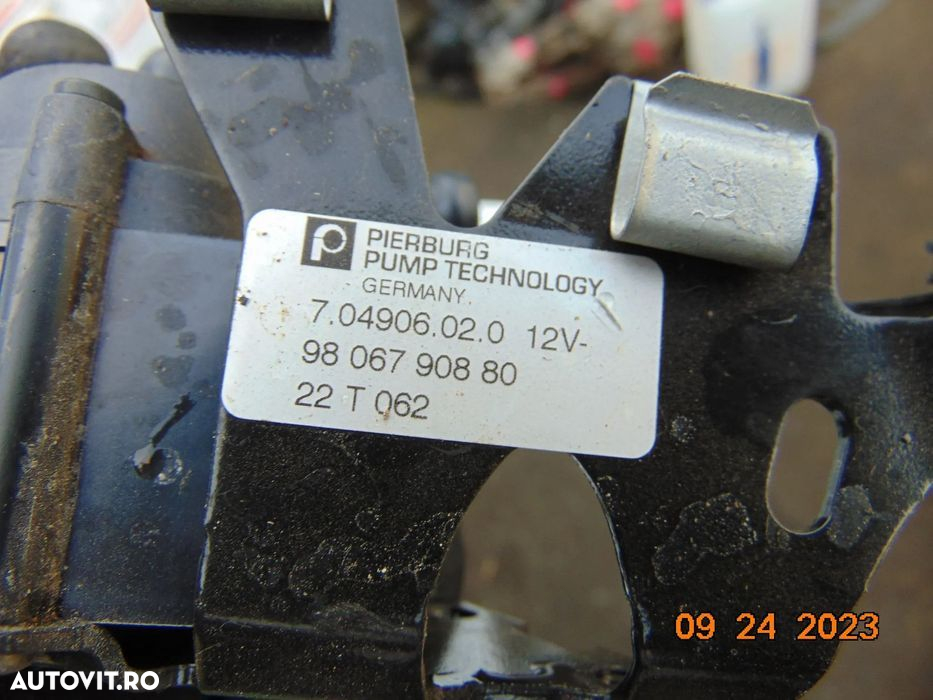 PIERBURG
PUMP TECHNOLOGY
GERMANY
7.04906.02.0 12V-
98 067 908 80
22 T 062
09 24 2023
AUTOVIT.RO